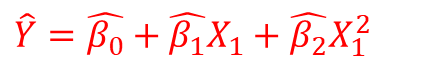 Ŷ = β̂₀ + β̂₁X₁ + β̂₂X₁²